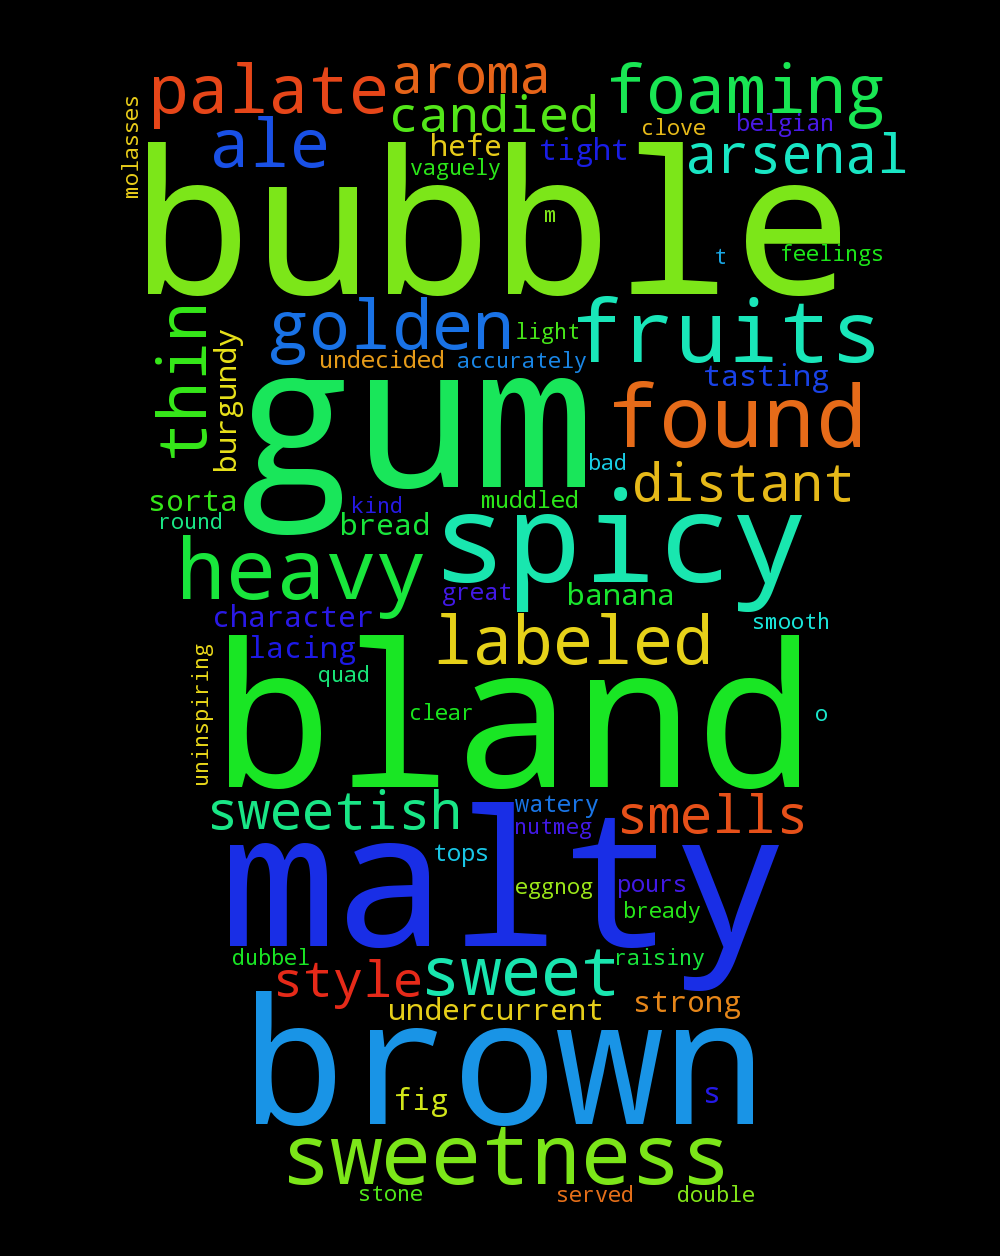 palate aroma foaming
molasses candied
ale hefe clove belgian
tight arsenal
vaguely
bubble
m
t feelings
thin golden light fruits
burgundy undecided accurately
tasting
gum found
bad distant
sorta kind muddled
round bread spicy
heavy
great banana
character labeled smooth
lacing
uninspiring quad
bland
clear o
sweetish watery smells
nutmeg
malty
tops
eggnog pours
bready
dubbel raisiny
style sweet
undercurrent strong
brown
fig s
sweetness
stone served double